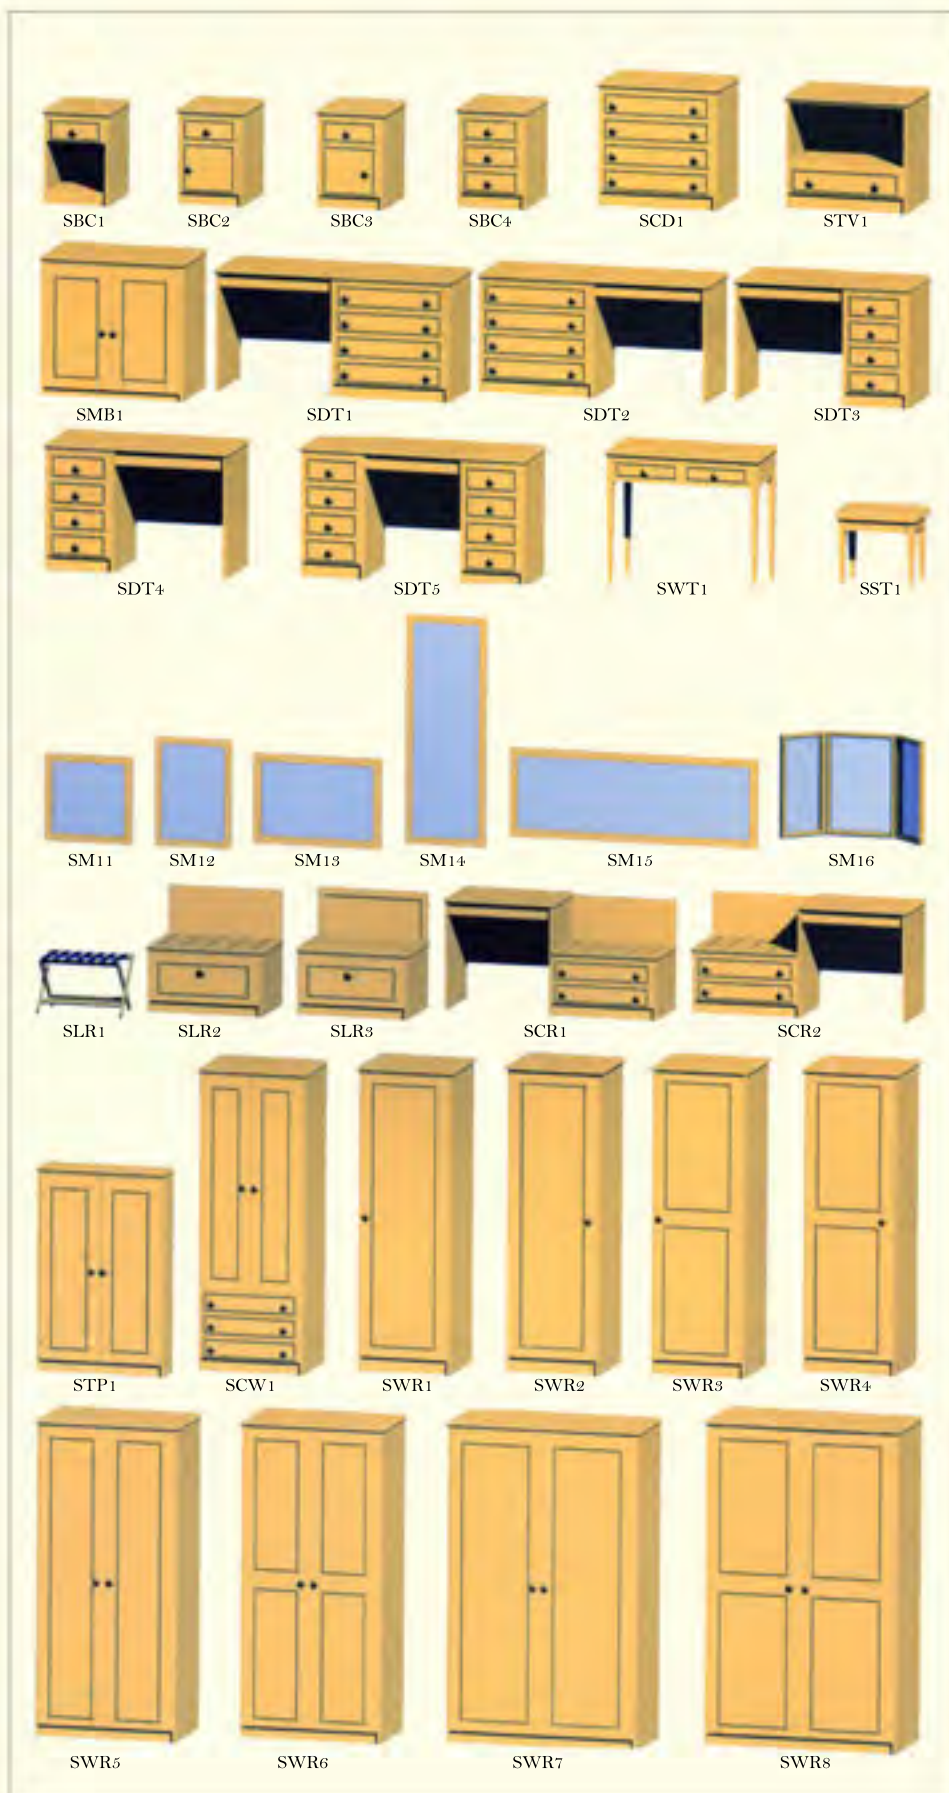 SBC1 SBC2 SBC3 SBC4 SCD1 STV1
SMB1 SDT1 SDT2 SDT3
SDT4 SDT5 SWT1 SST1
SM11 SM12 SM13 SM14 SM15 SM16
SLR1 SLR2 SLR3 SCR1 SCR2
STP1 SCW1 SWR1 SWR2 SWR3 SWR4
SWR5 SWR6 SWR7 SWR8